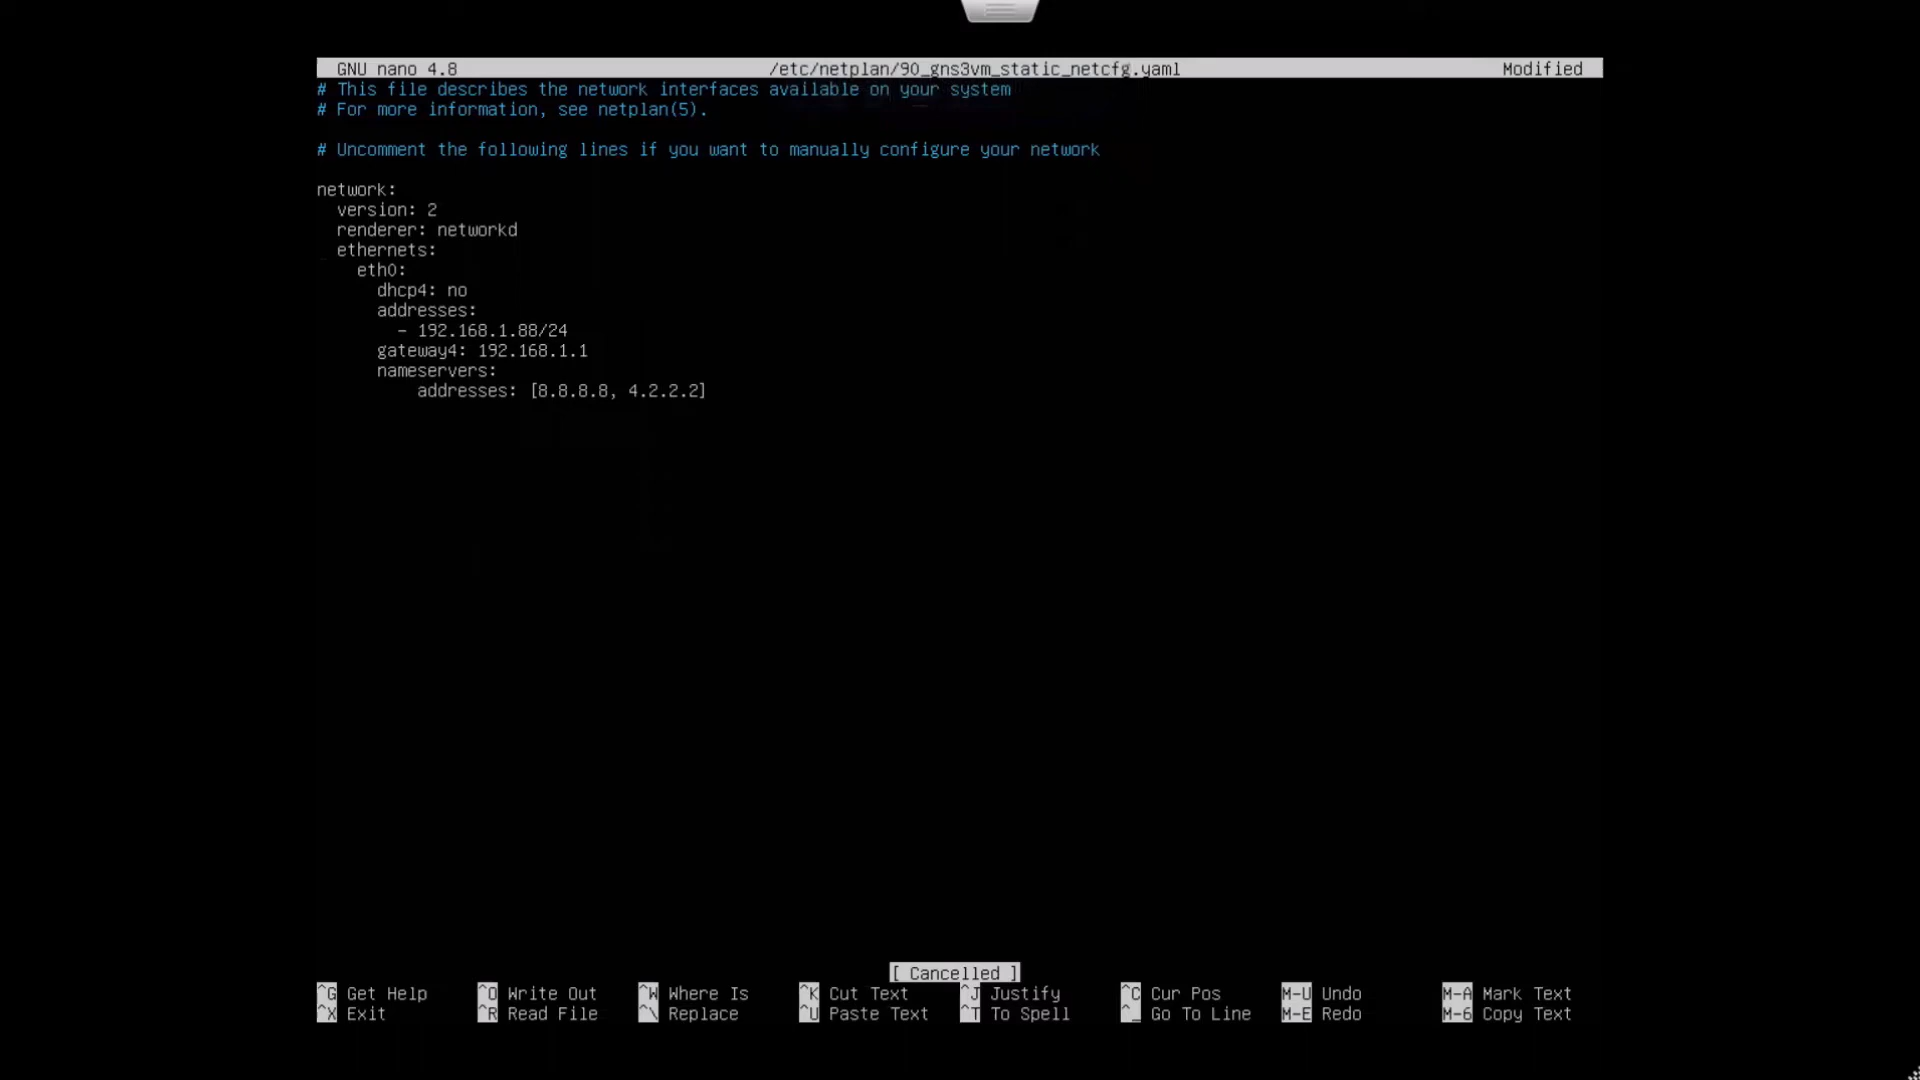 GNU nano 4.8 /etc/netplan/90_gns3vm_static_netcfg.yaml Modified
# This file describes the network interfaces available on your system
# For more information, see netplan(5).
# Uncomment the following lines if you want to manually configure your network
network:
  version: 2
  renderer: networkd
  ethernets:
    eth0:
      dhcp4: no
      addresses:
        - 192.168.1.88/24
      gateway4: 192.168.1.1
      nameservers:
          addresses: [8.8.8.8, 4.2.2.2]
[ Cancelled ]
^G Get Help ^O Write Out ^W Where Is ^K Cut Text ^J Justify ^C Cur Pos M-U Undo M-A Mark Text
^X Exit ^R Read File ^\ Replace ^U Paste Text ^T To Spell ^_ Go To Line M-E Redo M-6 Copy Text